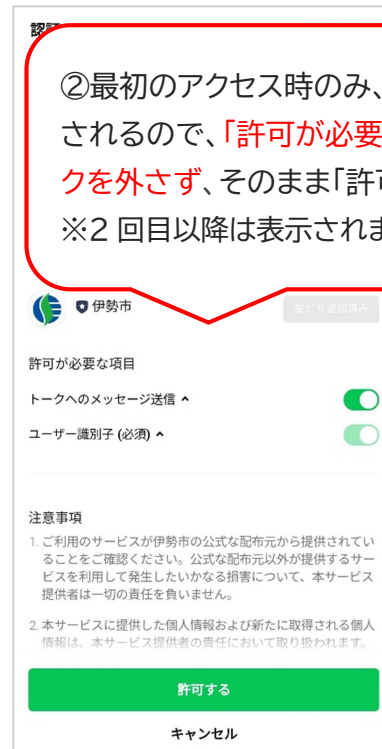 認証
②最初のアクセス時のみ、
されるので、「許可が必要
クを外さず、そのまま「許可
※2 回目以降は表示されま
伊勢市
友だち追加済み
許可が必要な項目
トークへのメッセージ送信
ユーザー識別子 (必須)
注意事項
1. ご利用のサービスが伊勢市の公式な配布元から提供されてい
ることをご確認ください。公式な配布元以外が提供するサー
ビスを利用して発生したいかなる損害について、本サービス
提供者は一切の責任を負いません。
2. 本サービスに提供した個人情報および新たに取得される個人
情報は、本サービス提供者の責任において取り扱われます。
許可する
キャンセル